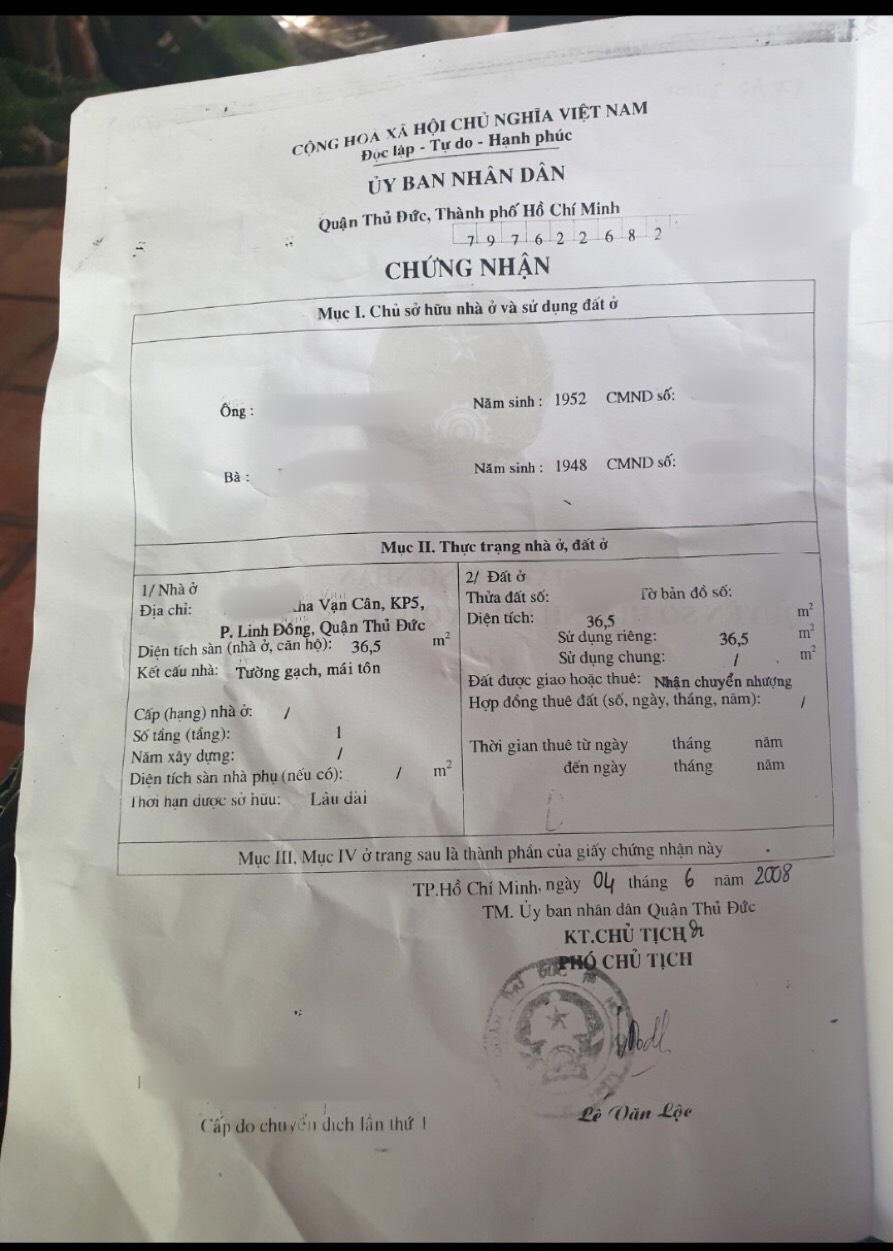 CỘNG HOÀ XÃ HỘI CHỦ NGHĨA VIỆT NAM
Độc lập - Tự do - Hạnh phúc
ỦY BAN NHÂN DÂN
Quận Thủ Đức, Thành phố Hồ Chí Minh
797622682
CHỨNG NHẬN
Mục I. Chủ sở hữu nhà ở và sử dụng đất ở
Ông : Năm sinh : 1952 CMND số:
Bà : Năm sinh : 1948 CMND số:
Mục II. Thực trạng nhà ở, đất ở
1/ Nhà ở
Địa chỉ: Vạn Cân, KP5,
P. Linh Đông, Quận Thủ Đức
Diện tích sàn (nhà ở, căn hộ): 36,5 m²
Kết cấu nhà: Tường gạch, mái tôn
Cấp (hạng) nhà ở: /
Số tầng (tầng): 1
Năm xây dựng: /
Diện tích sàn nhà phụ (nếu có): / m²
Thời hạn được sở hữu: Lâu dài
2/ Đất ở
Thửa đất số: Tờ bản đồ số:
Diện tích: 36,5 m²
Sử dụng riêng: 36,5 m²
Sử dụng chung: / m²
Đất được giao hoặc thuê: Nhận chuyển nhượng
Hợp đồng thuê đất (số, ngày, tháng, năm): /
Thời gian thuê từ ngày tháng năm
đến ngày tháng năm
Mục III, Mục IV ở trang sau là thành phần của giấy chứng nhận này
TP.Hồ Chí Minh, ngày 04 tháng 6 năm 2008
TM. Ủy ban nhân dân Quận Thủ Đức
KT.CHỦ TỊCH
PHÓ CHỦ TỊCH
Lê Văn Lộc
Cấp do chuyển dịch lần thứ 1